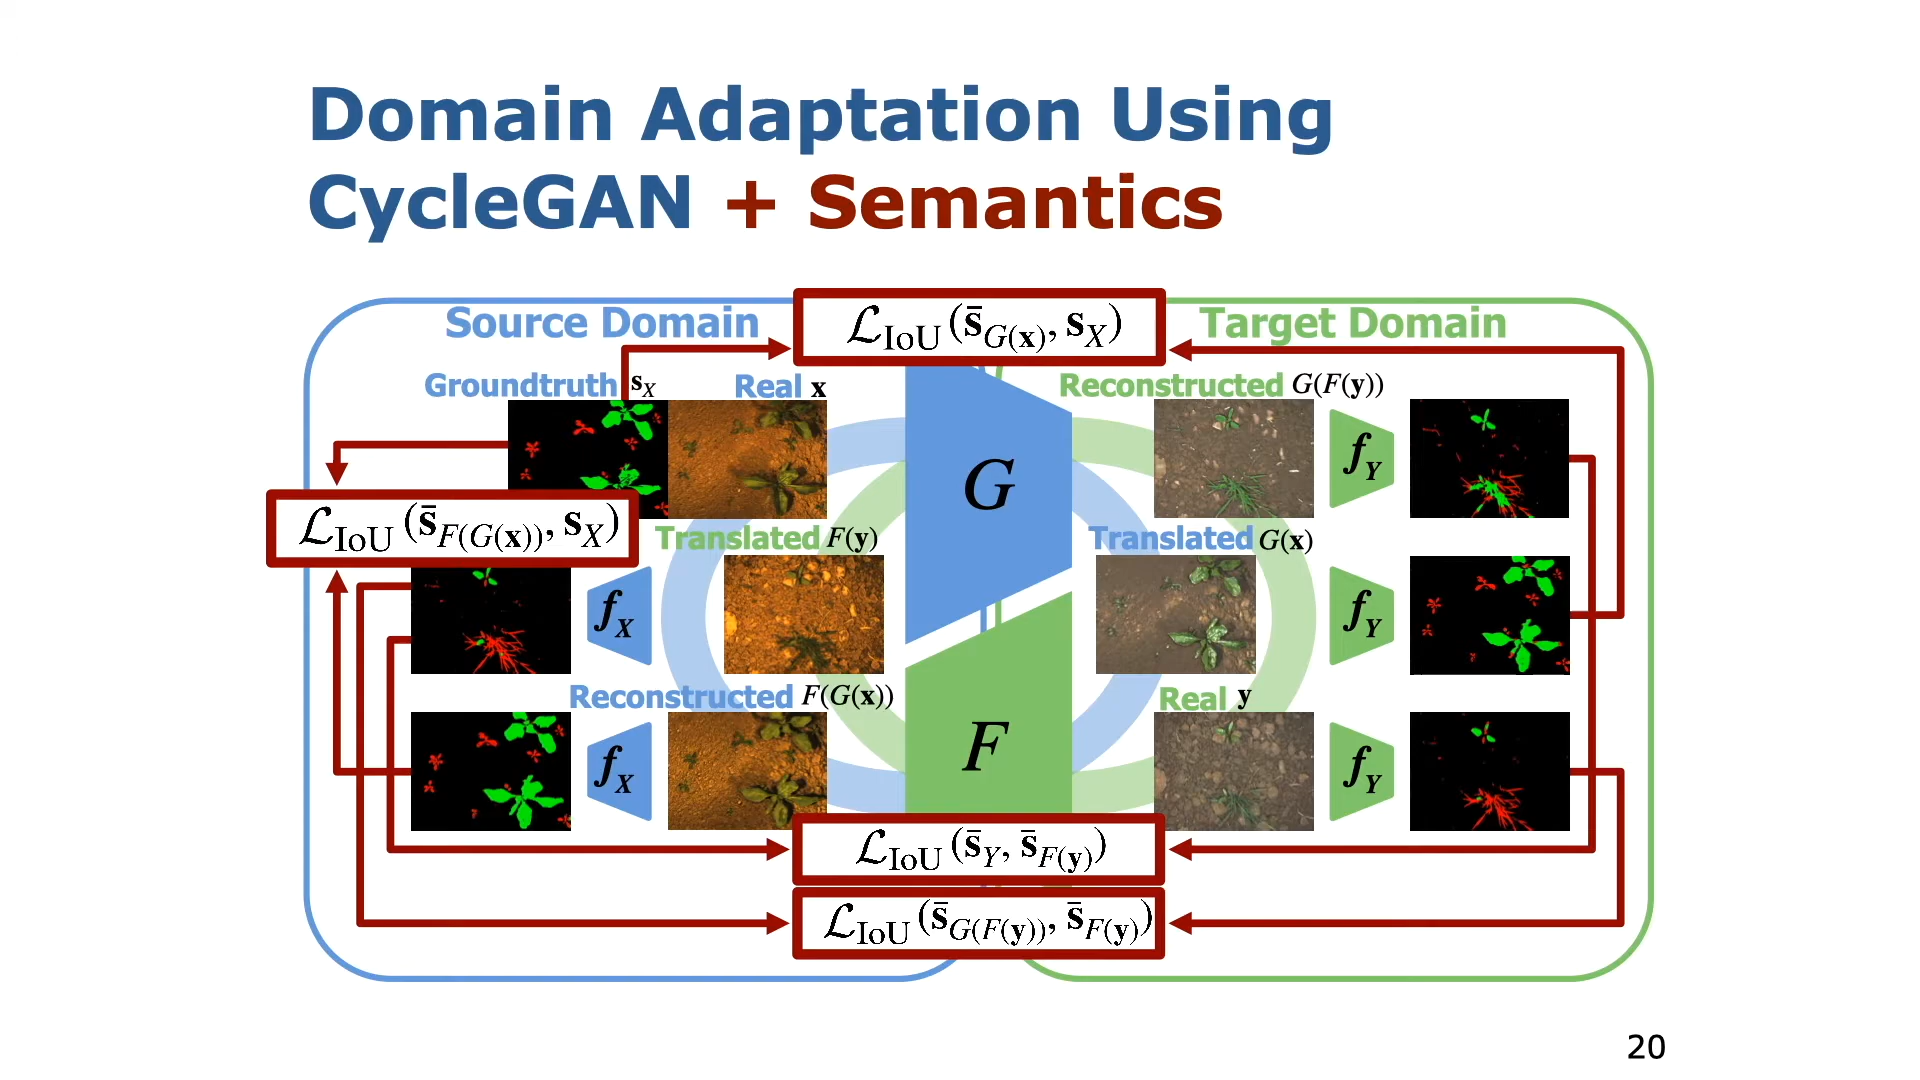 Domain Adaptation Using
CycleGAN + Semantics
Source Domain
ℒ_IoU (s̄_G(x), s_X)
Target Domain
Groundtruth s_X
Real x
Reconstructed G(F(y))
G
f_Y
ℒ_IoU (s̄_F(G(x)), s_X)
Translated F(y)
Translated G(x)
f_X
f_Y
Reconstructed F(G(x))
Real y
f_X
F
f_Y
ℒ_IoU (s̄_Y, s̄_F(y))
ℒ_IoU (s̄_G(F(y)), s̄_F(y))
20